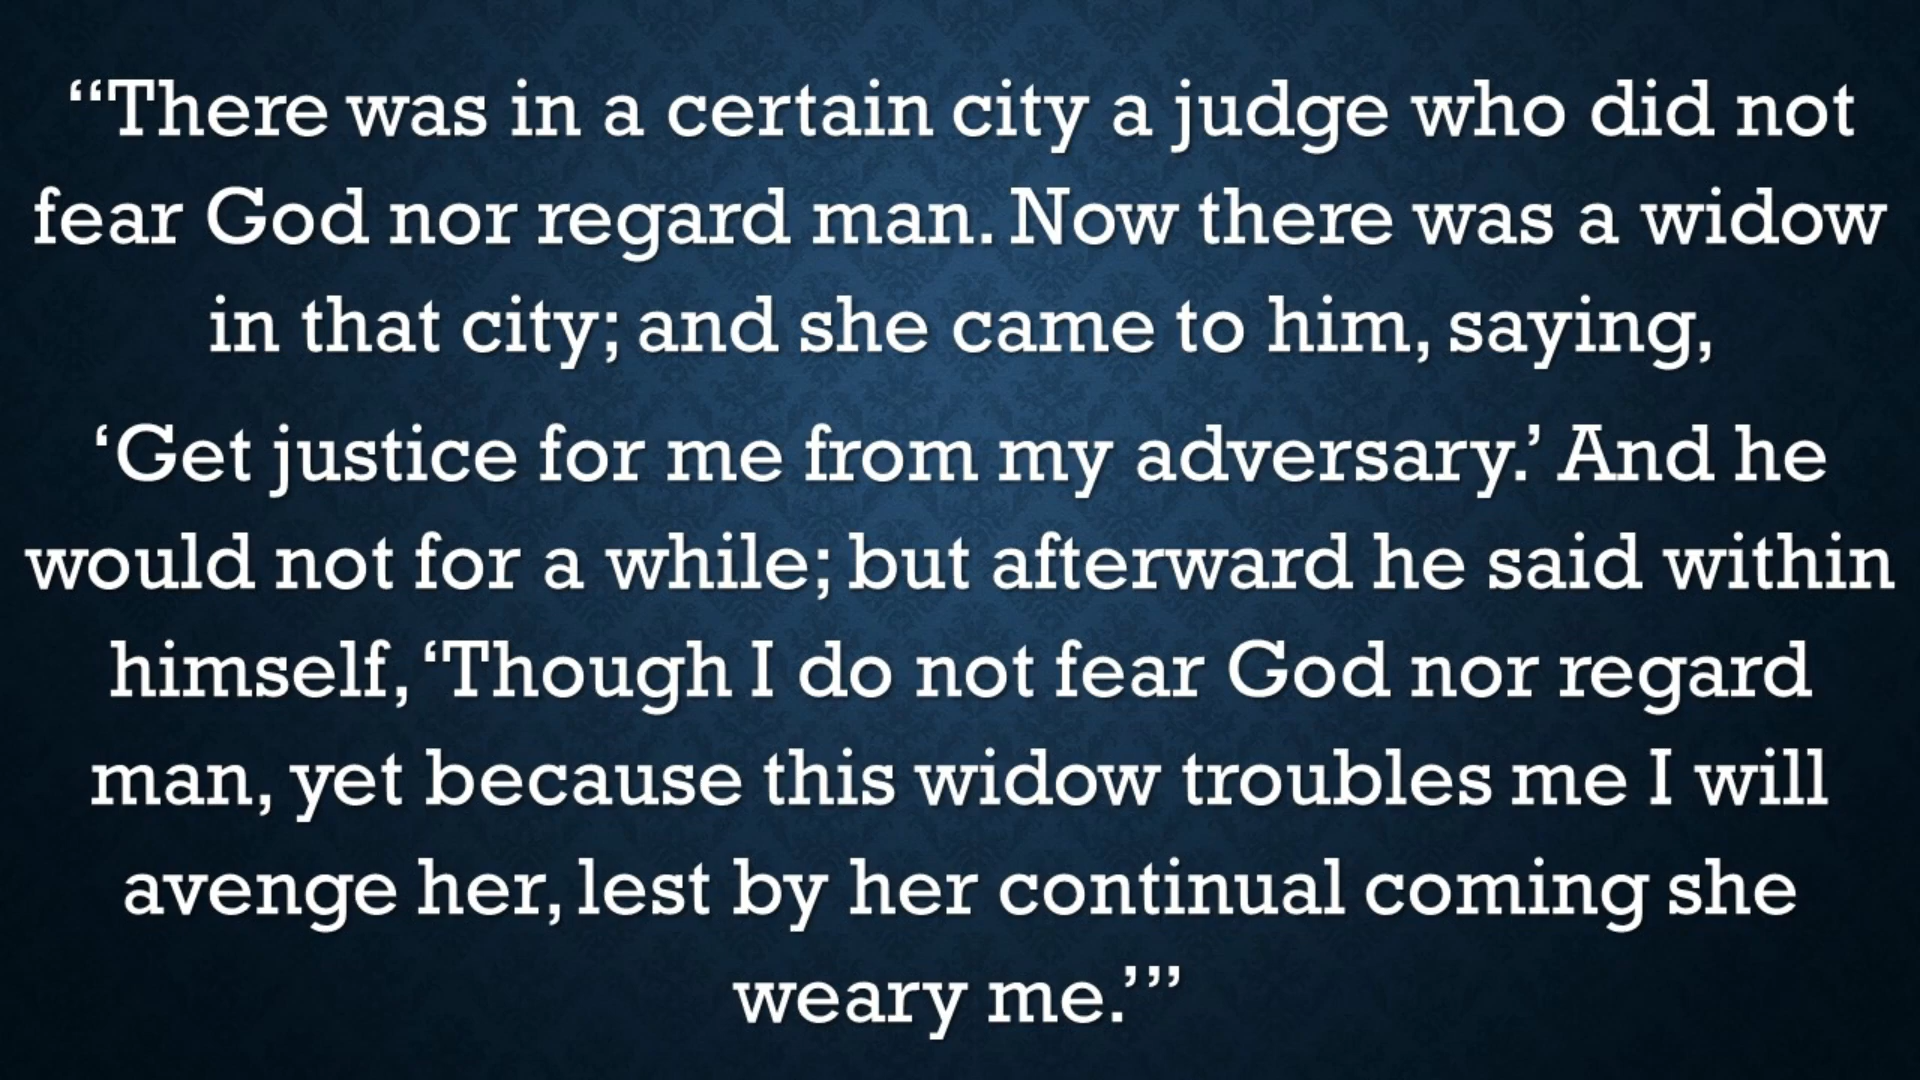 “There was in a certain city a judge who did not
fear God nor regard man. Now there was a widow
in that city; and she came to him, saying,
‘Get justice for me from my adversary.’ And he
would not for a while; but afterward he said within
himself, ‘Though I do not fear God nor regard
man, yet because this widow troubles me I will
avenge her, lest by her continual coming she
weary me.’”